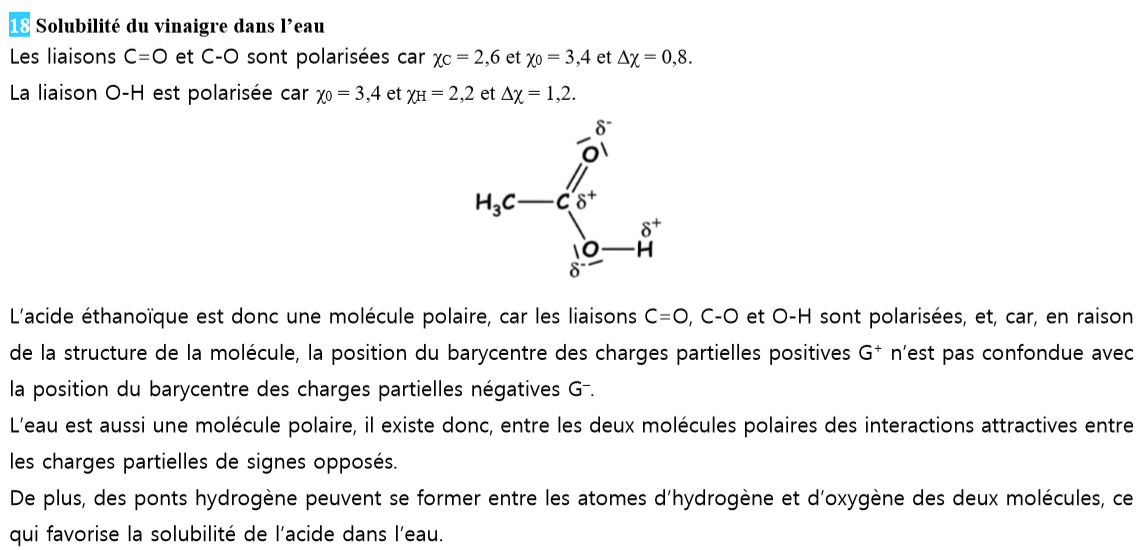 18 Solubilité du vinaigre dans l’eau
Les liaisons C=O et C-O sont polarisées car χC = 2,6 et χO = 3,4 et Δχ = 0,8.
La liaison O-H est polarisée car χO = 3,4 et χH = 2,2 et Δχ = 1,2.
δ⁻
O
H₃C—C δ⁺
δ⁺
O—H
δ⁻
L’acide éthanoïque est donc une molécule polaire, car les liaisons C=O, C-O et O-H sont polarisées, et, car, en raison
de la structure de la molécule, la position du barycentre des charges partielles positives G⁺ n’est pas confondue avec
la position du barycentre des charges partielles négatives G⁻.
L’eau est aussi une molécule polaire, il existe donc, entre les deux molécules polaires des interactions attractives entre
les charges partielles de signes opposés.
De plus, des ponts hydrogène peuvent se former entre les atomes d’hydrogène et d’oxygène des deux molécules, ce
qui favorise la solubilité de l’acide dans l’eau.